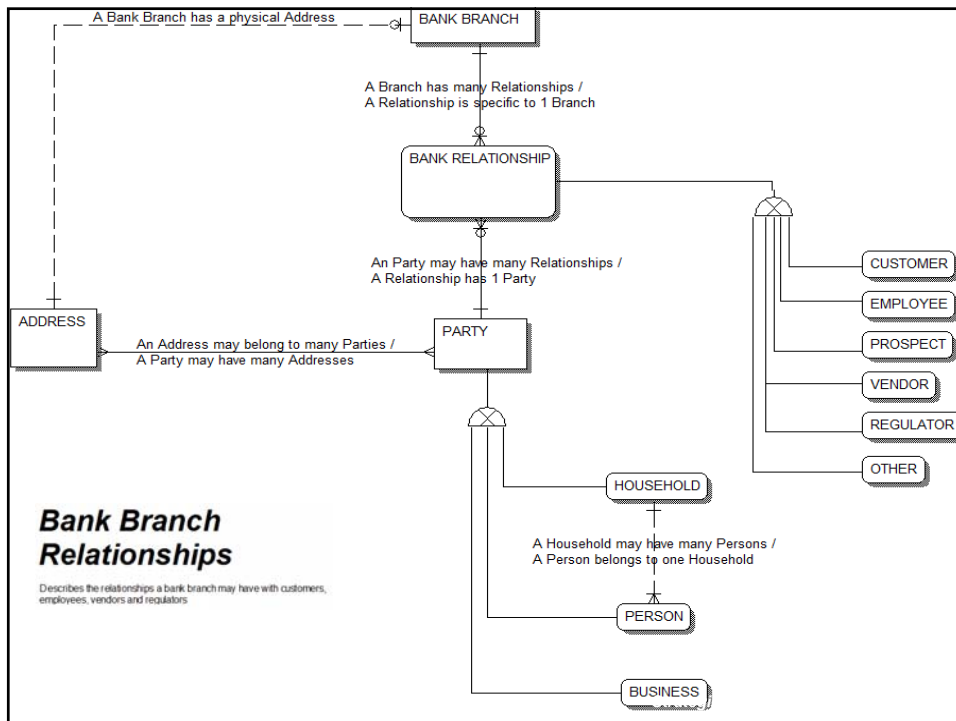 A Bank Branch has a physical Address
BANK BRANCH
A Branch has many Relationships /
A Relationship is specific to 1 Branch
BANK RELATIONSHIP
An Party may have many Relationships /
A Relationship has 1 Party
CUSTOMER
EMPLOYEE
PROSPECT
VENDOR
REGULATOR
OTHER
ADDRESS
An Address may belong to many Parties /
A Party may have many Addresses
PARTY
HOUSEHOLD
A Household may have many Persons /
A Person belongs to one Household
PERSON
BUSINESS
Bank Branch
Relationships
Describes the relationships a bank branch may have with customers,
employees, vendors and regulators